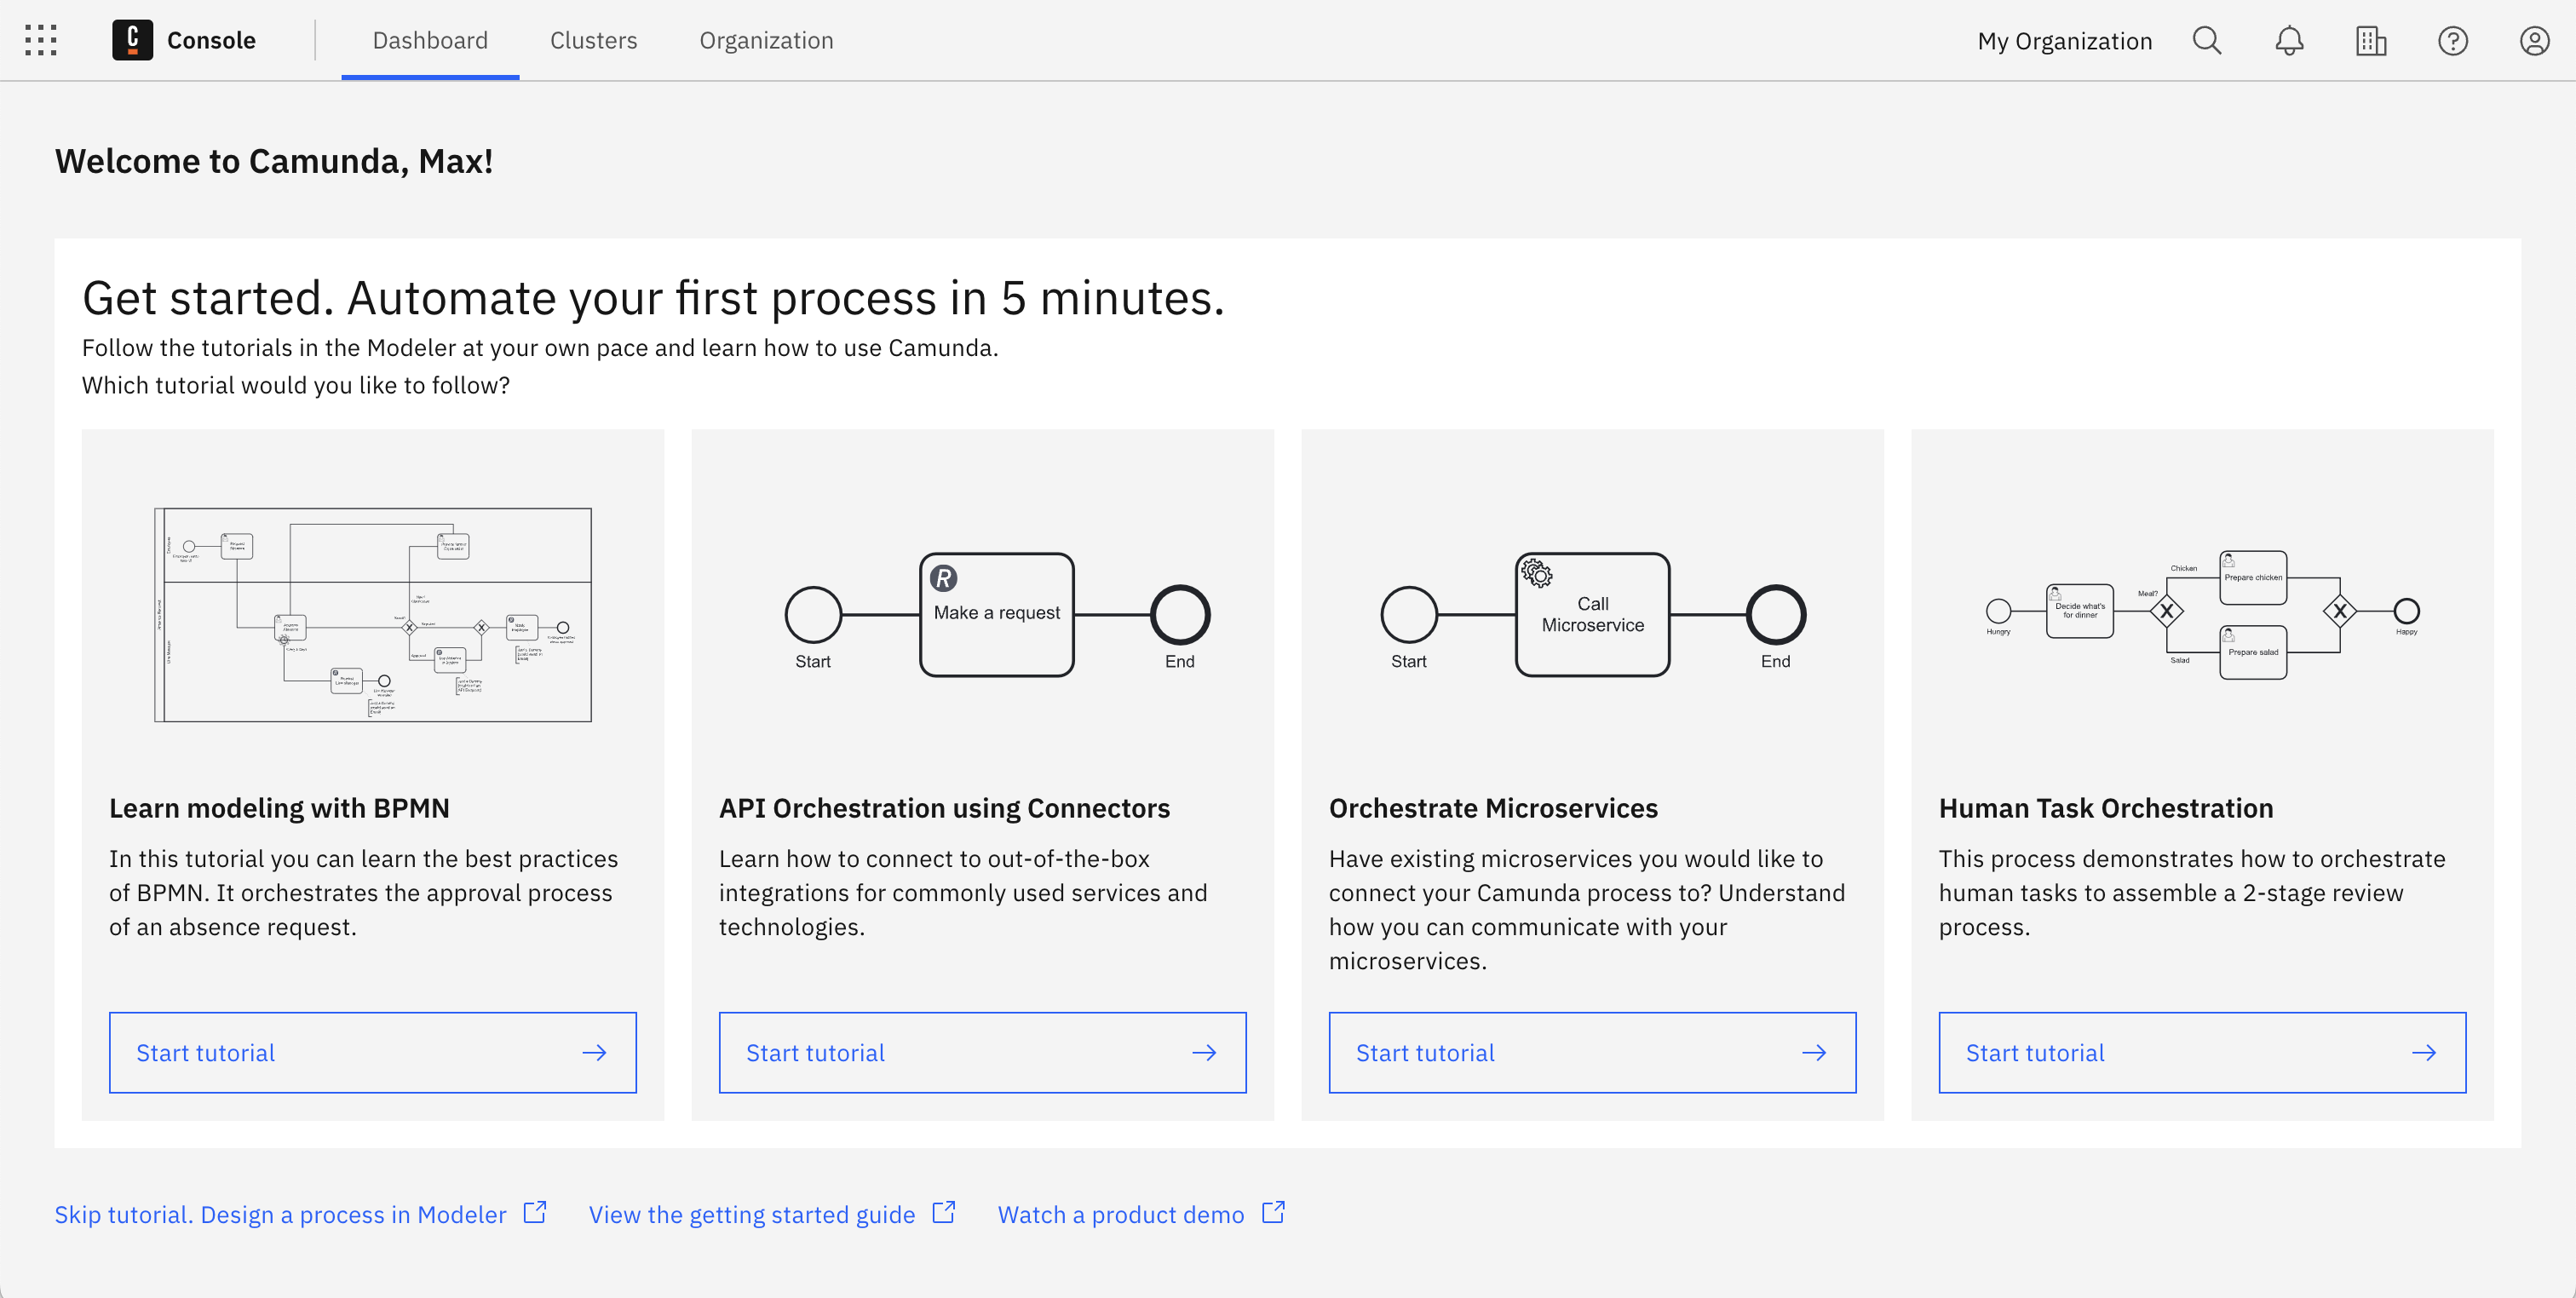 Console
Dashboard
Clusters
Organization
My Organization
Welcome to Camunda, Max!
Get started. Automate your first process in 5 minutes.
Follow the tutorials in the Modeler at your own pace and learn how to use Camunda.
Which tutorial would you like to follow?
R
Make a request
Start
End
Call
Microservice
Start
End
Hungry
Decide what's
for dinner
Meal?
X
Chicken
Prepare chicken
Salad
Prepare salad
X
Happy
Learn modeling with BPMN
In this tutorial you can learn the best practices
of BPMN. It orchestrates the approval process
of an absence request.
Start tutorial
API Orchestration using Connectors
Learn how to connect to out-of-the-box
integrations for commonly used services and
technologies.
Start tutorial
Orchestrate Microservices
Have existing microservices you would like to
connect your Camunda process to? Understand
how you can communicate with your
microservices.
Start tutorial
Human Task Orchestration
This process demonstrates how to orchestrate
human tasks to assemble a 2-stage review
process.
Start tutorial
Skip tutorial. Design a process in Modeler
View the getting started guide
Watch a product demo